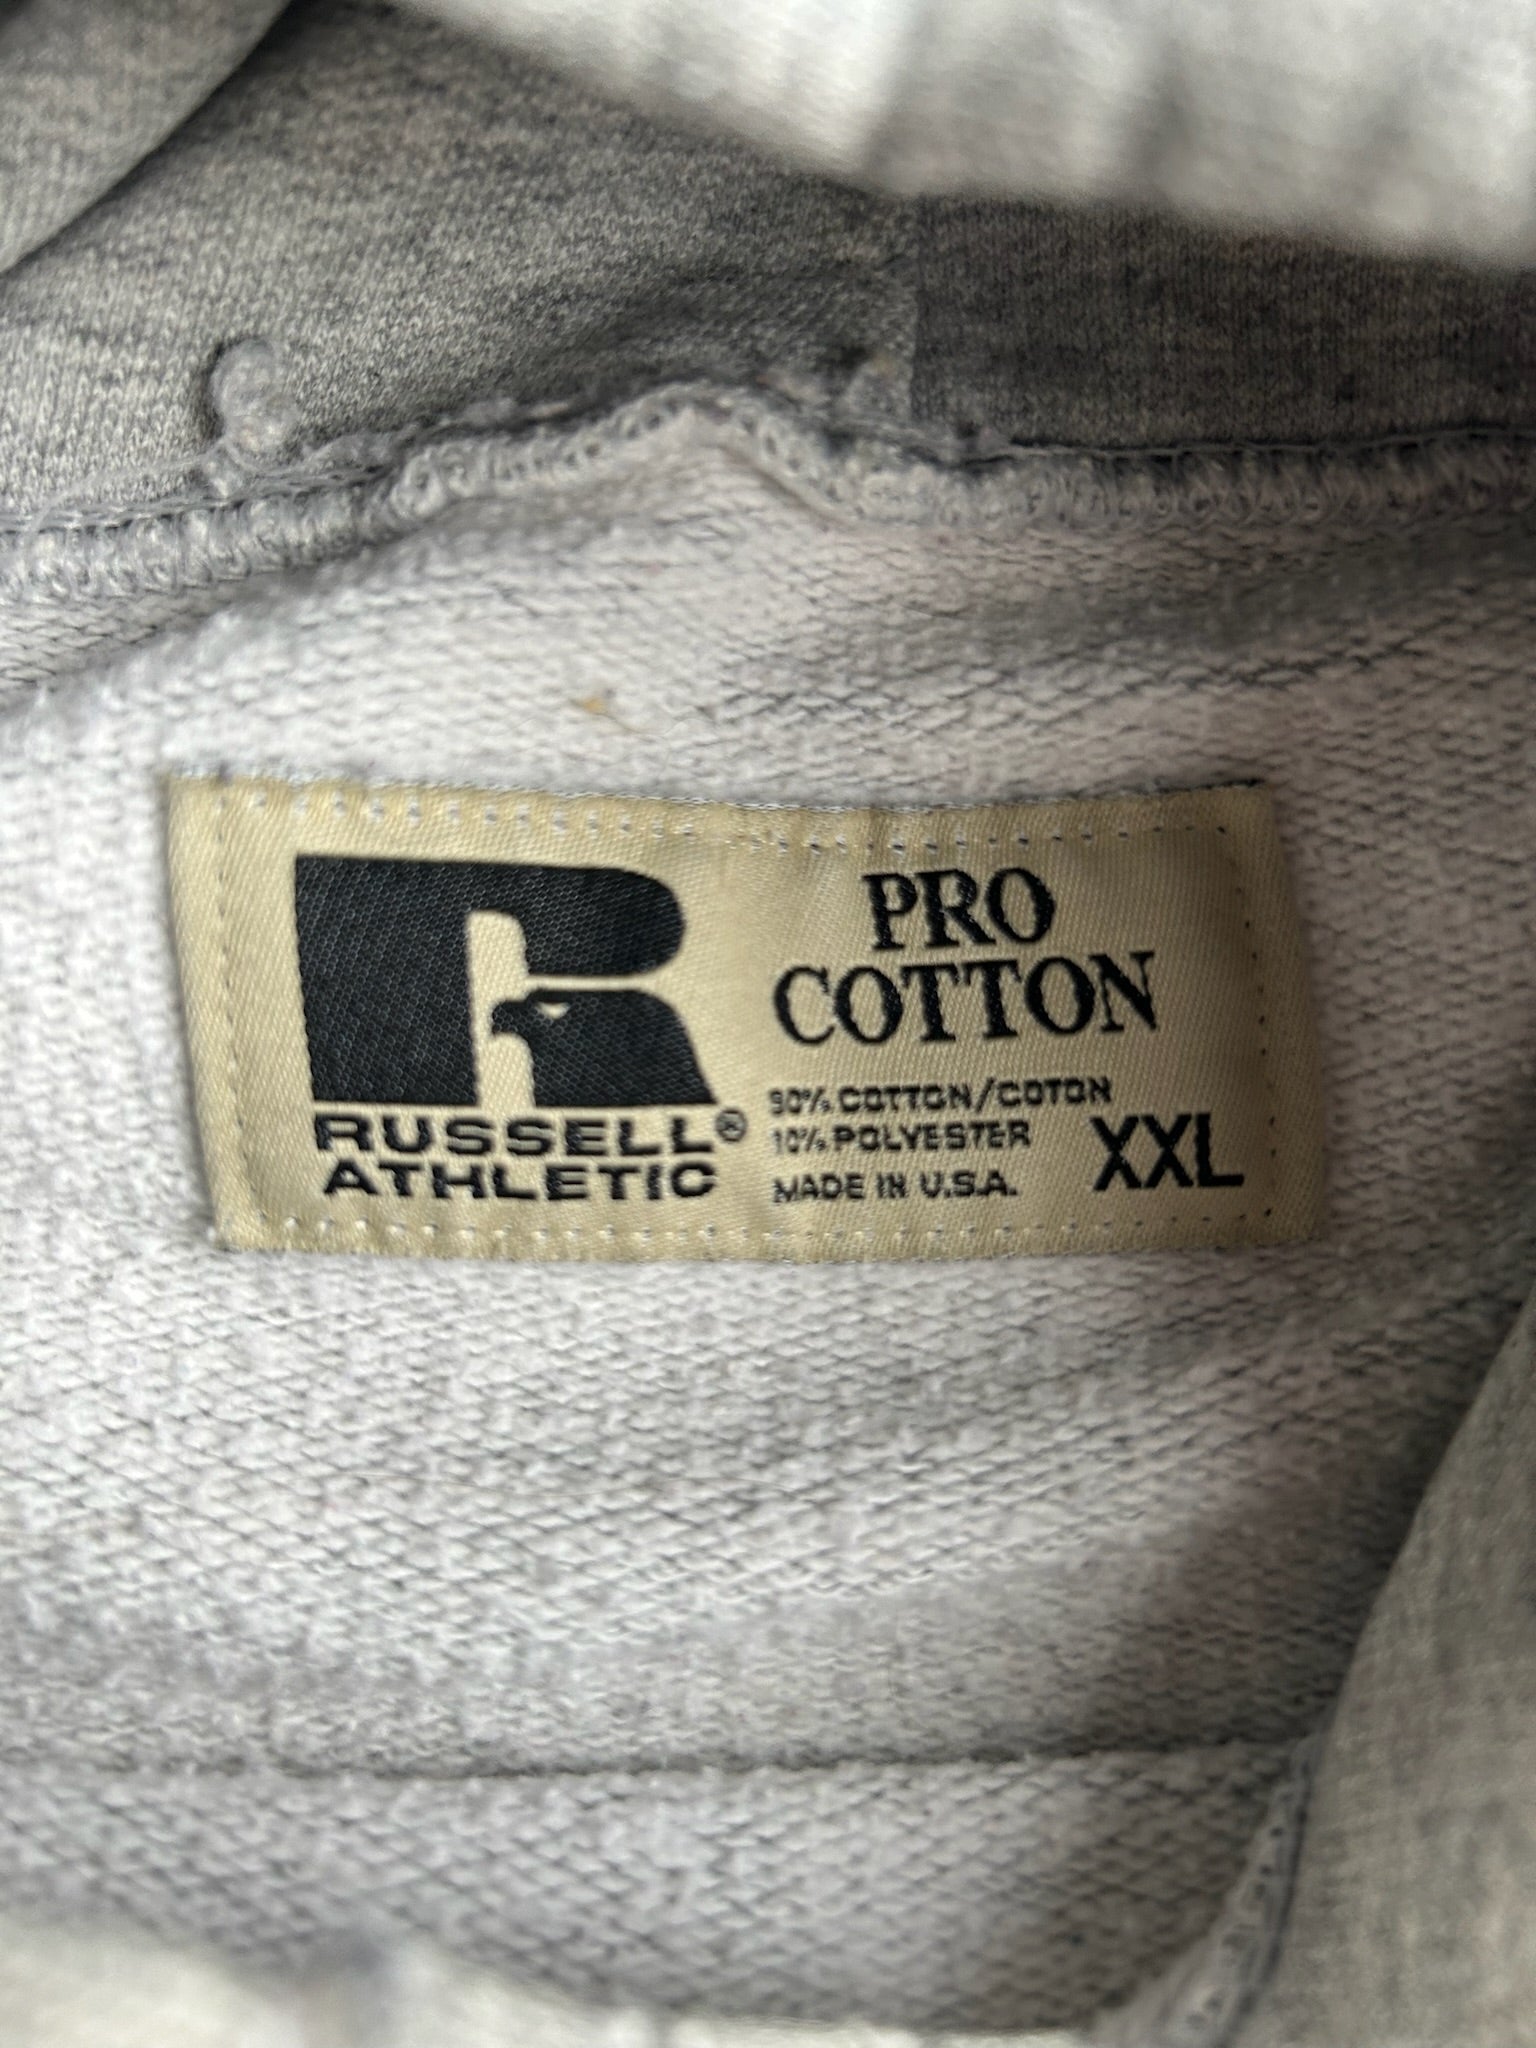 PRO
COTTON
90% COTTON/COTON
10% POLYESTER
MADE IN U.S.A.
XXL
RUSSELL®
ATHLETIC